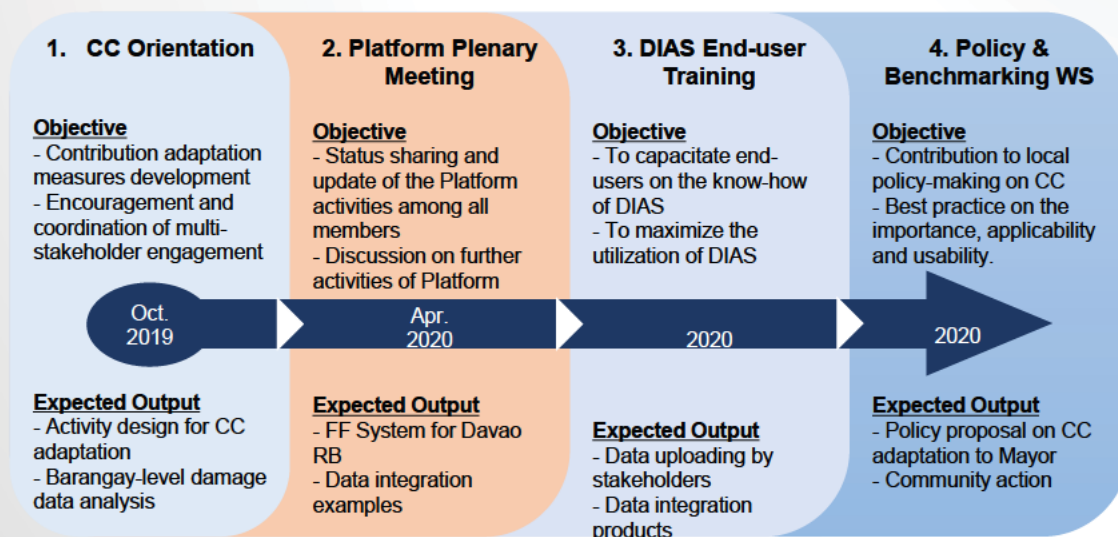 1. CC Orientation
Objective
- Contribution adaptation
measures development
- Encouragement and
coordination of multi-
stakeholder engagement
Oct.
2019
Expected Output
- Activity design for CC
adaptation
- Barangay-level damage
data analysis
2. Platform Plenary
Meeting
Objective
- Status sharing and
update of the Platform
activities among all
members
- Discussion on further
activities of Platform
Apr.
2020
Expected Output
- FF System for Davao
RB
- Data integration
examples
3. DIAS End-user
Training
Objective
- To capacitate end-
users on the know-how
of DIAS
- To maximize the
utilization of DIAS
2020
Expected Output
- Data uploading by
stakeholders
- Data integration
products
4. Policy &
Benchmarking WS
Objective
- Contribution to local
policy-making on CC
- Best practice on the
importance, applicability
and usability.
2020
Expected Output
- Policy proposal on CC
adaptation to Mayor
- Community action